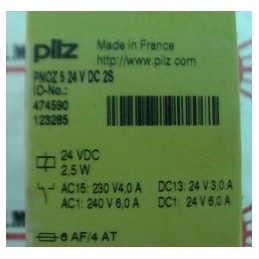 pilz
Made in France
http://www.pilz.com
PNOZ 5 24 V DC 2S
ID-No.:
474590
123285
24 VDC
2,5 W
AC15: 230 V4,0 A DC13: 24 V 3,0 A
AC1: 240 V 6,0 A DC1: 24 V 6,0 A
6 AF/4 AT